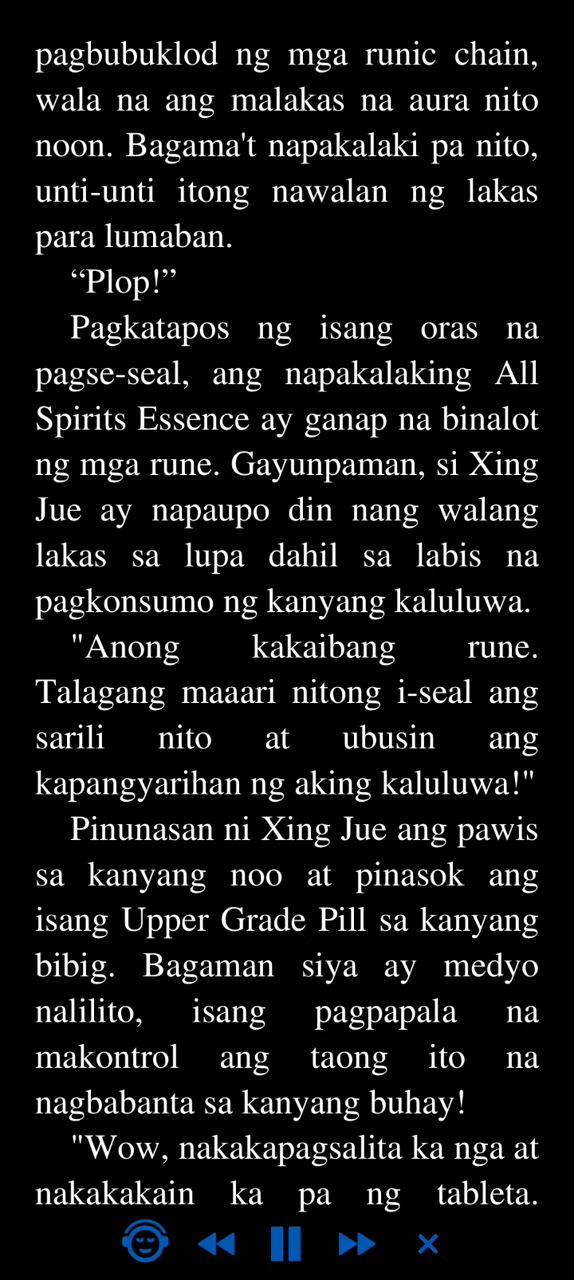 pagbubuklod ng mga runic chain,
wala na ang malakas na aura nito
noon. Bagama't napakalaki pa nito,
unti-unti itong nawalan ng lakas
para lumaban.
“Plop!”
Pagkatapos ng isang oras na
pagse-seal, ang napakalaking All
Spirits Essence ay ganap na binalot
ng mga rune. Gayunpaman, si Xing
Jue ay napaupo din nang walang
lakas sa lupa dahil sa labis na
pagkonsumo ng kanyang kaluluwa.
"Anong kakaibang rune.
Talagang maaari nitong i-seal ang
sarili nito at ubusin ang
kapangyarihan ng aking kaluluwa!"
Pinunasan ni Xing Jue ang pawis
sa kanyang noo at pinasok ang
isang Upper Grade Pill sa kanyang
bibig. Bagaman siya ay medyo
nalilito, isang pagpapala na
makontrol ang taong ito na
nagbabanta sa kanyang buhay!
"Wow, nakakapagsalita ka nga at
nakakakain ka pa ng tableta.